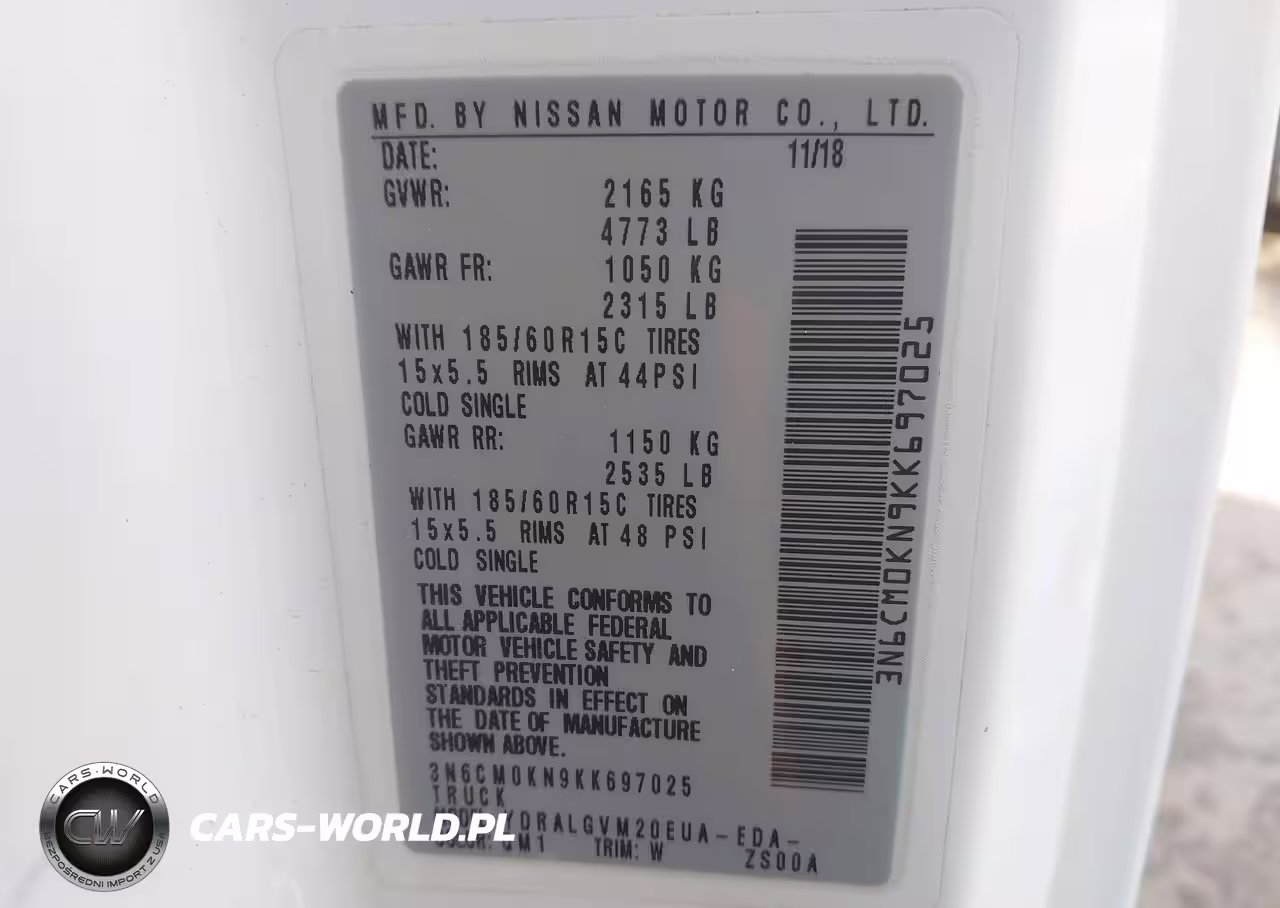 MFD. BY NISSAN MOTOR CO., LTD.
DATE: 11/18
GVWR: 2165 KG
4773 LB
GAWR FR: 1050 KG
2315 LB
WITH 185/60R15C TIRES
15x5.5 RIMS AT 44PSI
COLD SINGLE
GAWR RR: 1150 KG
2535 LB
WITH 185/60R15C TIRES
15x5.5 RIMS AT 48 PSI
COLD SINGLE
THIS VEHICLE CONFORMS TO
ALL APPLICABLE FEDERAL
MOTOR VEHICLE SAFETY AND
THEFT PREVENTION
STANDARDS IN EFFECT ON
THE DATE OF MANUFACTURE
SHOWN ABOVE.
3N6CM0KN9KK697025
TRUCK
TRIM: W ZS00A
3N6CM0KN9KK697025
CARS-WORLD
CW
BEZPOŚREDNI IMPORT Z USA
CARS-WORLD.PL